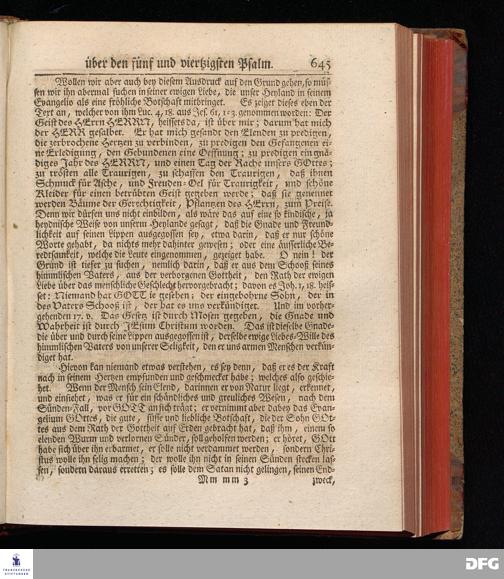 über den fünf und viertzigsten Psalm. 645
Wollen wir aber auch bey diesem Ausdruck auf den Grund gehen, so müs-
sen wir ihn abermal suchen in seiner ewigen Liebe, die unser Heyland in seinem
Evangelio als eine fröhliche Botschaft mitbringet. Es zeiget dieses eben der
Text an, welcher von ihm Luc. 4, 18. aus Jes. 61, 1-3. genommen worden: Der
Geist des HErrn HERRN, heissets da, ist über mir; darum hat mich
der HERR gesalbet. Er hat mich gesandt den Elenden zu predigen,
die zerbrochene Hertzen zu verbinden, zu predigen den Gefangenen ei-
ne Erledigung, den Gebundenen eine Oeffnung; zu predigen ein gnä-
diges Jahr des HERRN, und einen Tag der Rache unsers GOttes;
zu trösten alle Traurigen, zu schaffen den Traurigen, daß ihnen
Schmuck für Asche, und Freuden-Oel für Traurigkeit, und schöne
Kleider für einen betrübten Geist gegeben werde; daß sie genennet
werden Bäume der Gerechtigkeit, Pflantzen des HErrn, zum Preise.
Denn wir dürfen uns nicht einbilden, als wäre das auf eine so kindische, ja
heydnische Weise von unserm Heylande gesagt, daß die Gnade und Freund-
lichkeit auf seinen Lippen ausgegossen sey, etwa darin, daß er nur schöne
Worte gehabt, da nichts mehr dahinter gewesen; oder eine äusserliche Be-
redtsamkeit, welche die Leute eingenommen, gezeiget habe. O nein! der
Grund ist tiefer zu suchen, nemlich darin, daß er aus dem Schooß seines
himmlischen Vaters, aus der verborgenen Gottheit, den Rath der ewigen
Liebe über das menschliche Geschlecht hervorgebracht; davon es Joh. 1, 18. heis-
set: Niemand hat GOTT ie gesehen; der eingebohrne Sohn, der in
des Vaters Schooß ist, der hat es uns verkündiget. Und im vorher-
gehenden 17. v. Das Gesetz ist durch Mosen gegeben, die Gnade und
Wahrheit ist durch JEsum Christum worden. Das ist dieselbe Gnade,
die über und durch seine Lippen ausgegossen ist, derselbe ewige Liebes-Wille des
himmlischen Vaters von unserer Seligkeit, den er uns armen Menschen verkün-
diget hat.
Hievon kan niemand etwas verstehen, es sey denn, daß er es der Kraft
nach in seinem Hertzen empfunden und geschmecket habe; welches also geschie-
het. Wenn der Mensch sein Elend, darinnen er von Natur liegt, erkennet,
und einsiehet, was er für ein schändliches und greuliches Wesen, nach dem
Sünden-Fall, vor GOTT an sich trägt; er vernimmt aber dabey das Evan-
gelium GOttes, die gute, süsse und liebliche Botschaft, die der Sohn GOt-
tes aus dem Rath der Gottheit auf Erden gebracht hat, daß ihm, einem so
elenden Wurm und verlornen Sünder, soll geholfen werden; er höret, GOtt
habe sich über ihn erbarmet, er solle nicht verdammet werden, sondern Chri-
stus wolle ihn selig machen; der wolle ihn nicht in seinen Sünden stecken las-
sen, sondern daraus erretten; es solle dem Satan nicht gelingen, seinen End-
Mm mm 3 zweck,
FRANCKESCHE
STIFTUNGEN
DFG